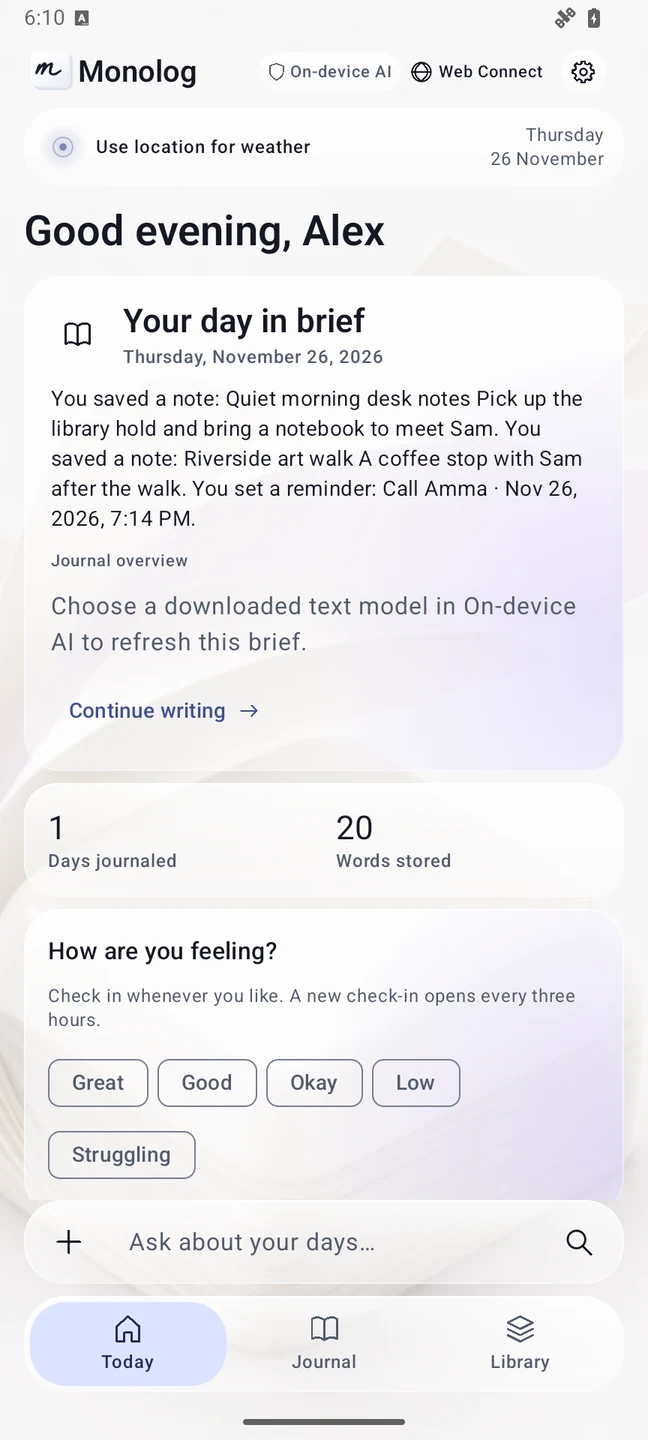 6:10
Monolog
On-device AI
Web Connect
Use location for weather
Thursday
26 November
Good evening, Alex
Your day in brief
Thursday, November 26, 2026
You saved a note: Quiet morning desk notes Pick up the
library hold and bring a notebook to meet Sam. You
saved a note: Riverside art walk A coffee stop with Sam
after the walk. You set a reminder: Call Amma · Nov 26,
2026, 7:14 PM.
Journal overview
Choose a downloaded text model in On-device
AI to refresh this brief.
Continue writing →
1
Days journaled
20
Words stored
How are you feeling?
Check in whenever you like. A new check-in opens every three
hours.
Great
Good
Okay
Low
Struggling
Ask about your days…
Today
Journal
Library